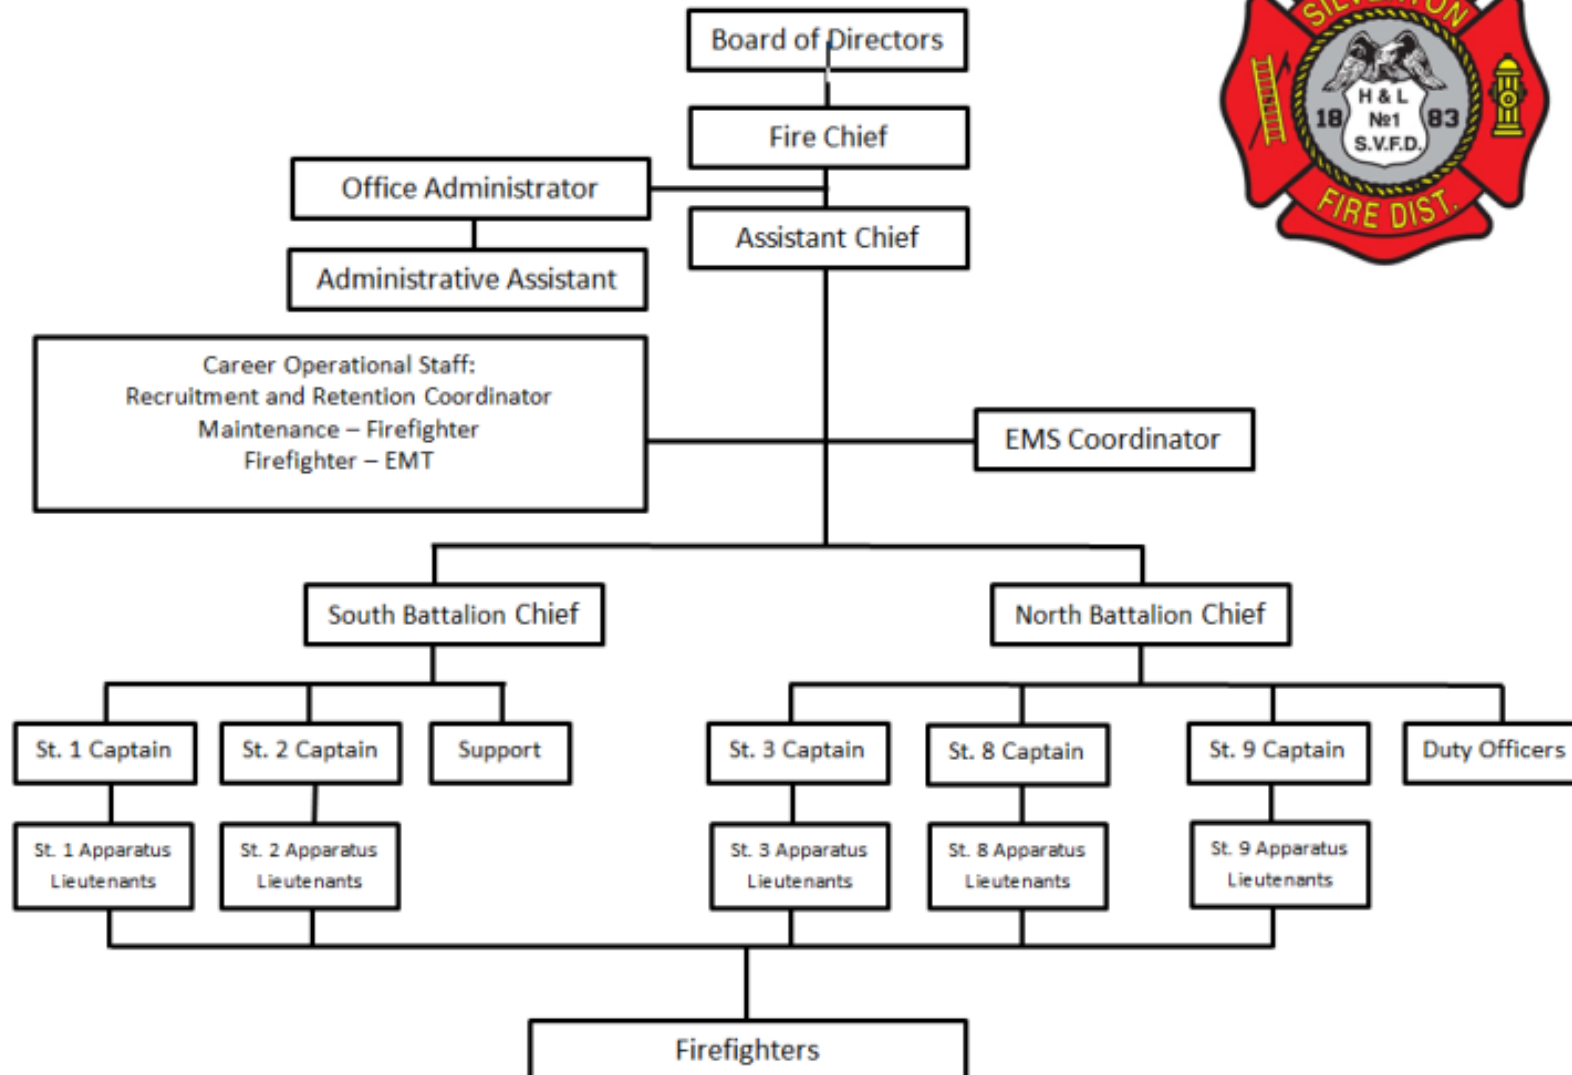 Board of Directors
SILVERTON
H & L
18 № 1 83
S.V.F.D.
FIRE DIST.
Fire Chief
Office Administrator
Assistant Chief
Administrative Assistant
Career Operational Staff:
Recruitment and Retention Coordinator
Maintenance – Firefighter
Firefighter – EMT
EMS Coordinator
South Battalion Chief
North Battalion Chief
St. 1 Captain
St. 2 Captain
Support
St. 3 Captain
St. 8 Captain
St. 9 Captain
Duty Officers
St. 1 Apparatus
Lieutenants
St. 2 Apparatus
Lieutenants
St. 3 Apparatus
Lieutenants
St. 8 Apparatus
Lieutenants
St. 9 Apparatus
Lieutenants
Firefighters